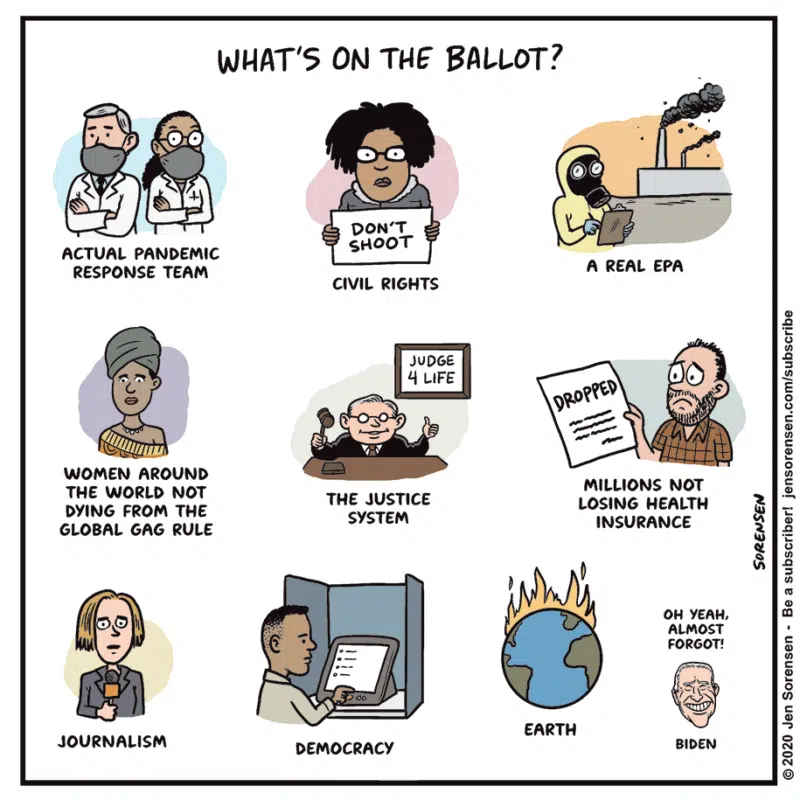 WHAT'S ON THE BALLOT?
ACTUAL PANDEMIC
RESPONSE TEAM
DON'T
SHOOT
CIVIL RIGHTS
A REAL EPA
WOMEN AROUND
THE WORLD NOT
DYING FROM THE
GLOBAL GAG RULE
JUDGE
4 LIFE
THE JUSTICE
SYSTEM
DROPPED
MILLIONS NOT
LOSING HEALTH
INSURANCE
JOURNALISM
DEMOCRACY
EARTH
OH YEAH,
ALMOST
FORGOT!
BIDEN
SORENSEN
© 2020 Jen Sorensen - Be a subscriber! jensorensen.com/subscribe